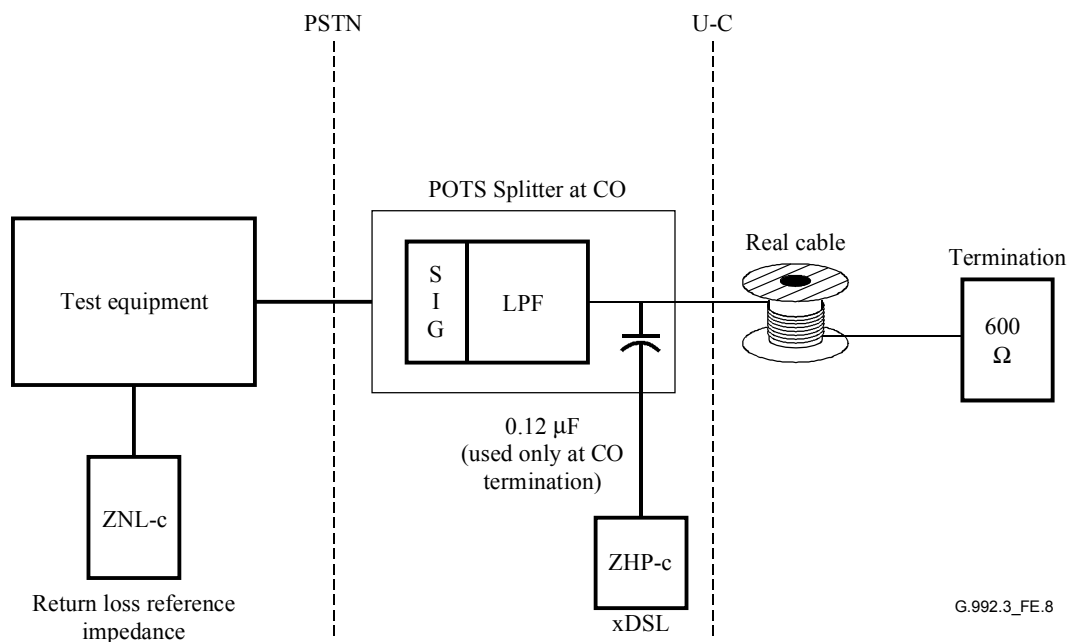 PSTN
U-C
POTS Splitter at CO
Test equipment
S
I
G
LPF
Real cable
Termination
600
Ω
0.12 µF
(used only at CO
termination)
ZNL-c
Return loss reference
impedance
ZHP-c
xDSL
G.992.3_FE.8